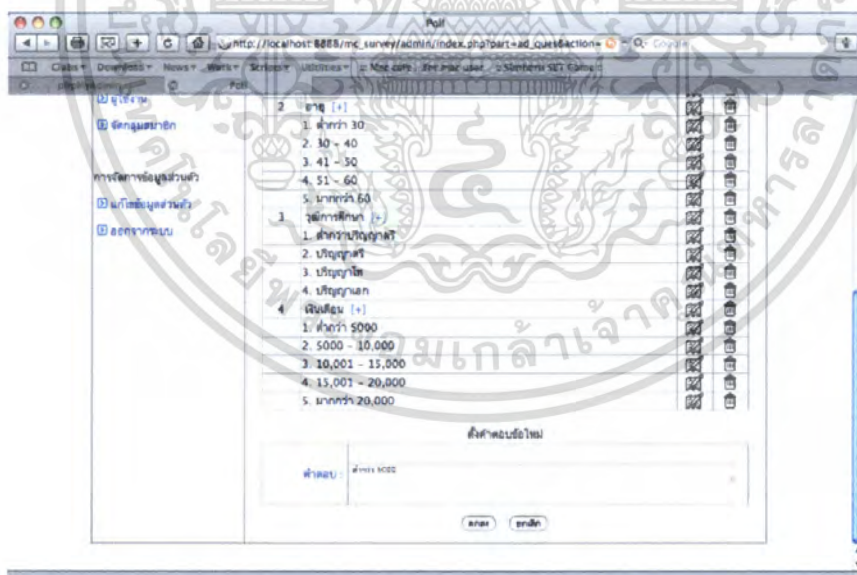 Poll
http://localhost:8888/mc_survey/admin/index.php?part=ad_ques&action=
Google
Clubs Downloads News Work Scripts Utilities
Poll
ผู้ใช้งาน
จัดกลุ่มสมาชิก
การจัดการข้อมูลส่วนตัว
แก้ไขข้อมูลส่วนตัว
ออกจากระบบ
2 อายุ [+]
1. ต่ำกว่า 30
2. 30 - 40
3. 41 - 50
4. 51 - 60
5. มากกว่า 60
3 วุฒิการศึกษา [+]
1. ต่ำกว่าปริญญาตรี
2. ปริญญาตรี
3. ปริญญาโท
4. ปริญญาเอก
4 เงินเดือน [+]
1. ต่ำกว่า 5000
2. 5000 - 10,000
3. 10,001 - 15,000
4. 15,001 - 20,000
5. มากกว่า 20,000
ตั้งคำตอบข้อใหม่
คำตอบ : ต่ำกว่า 5000
ตกลง ยกเลิก